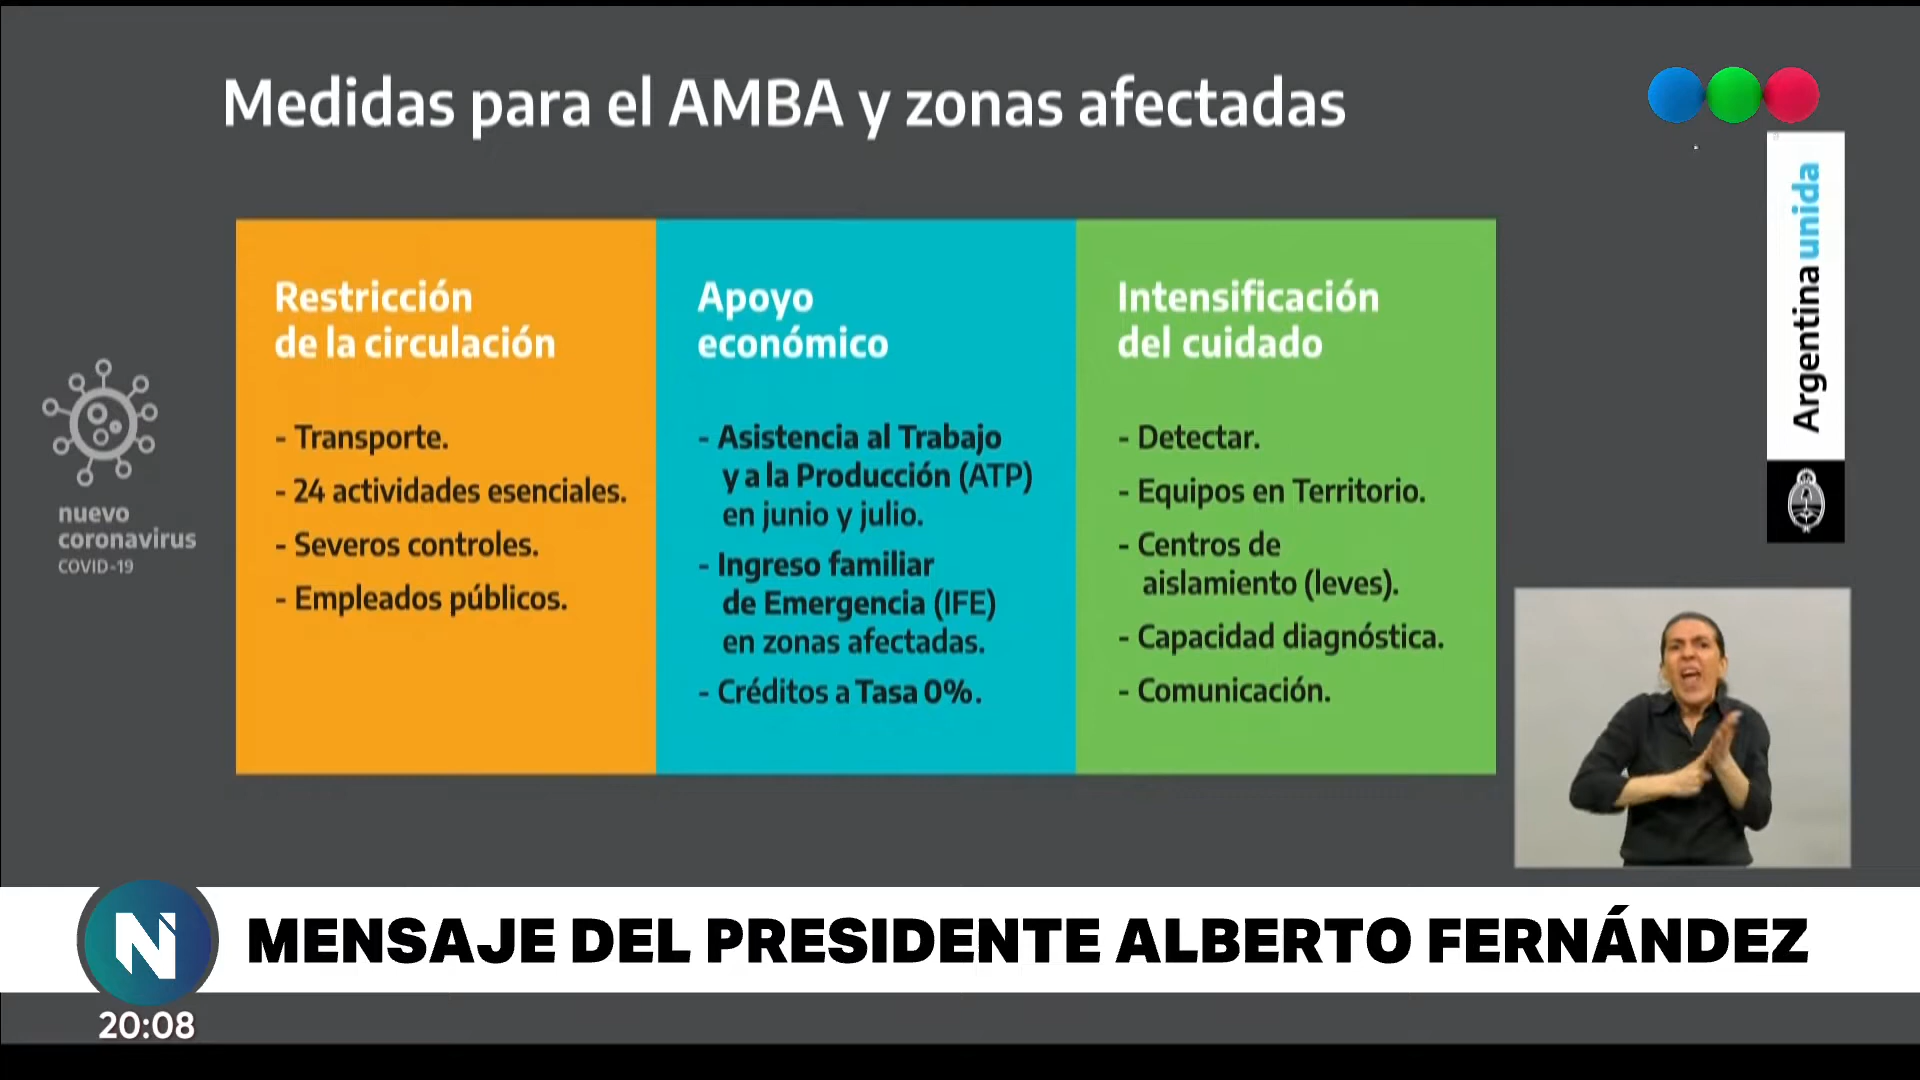 Medidas para el AMBA y zonas afectadas
Argentina unida
nuevo
coronavirus
COVID-19
Restricción
de la circulación
- Transporte.
- 24 actividades esenciales.
- Severos controles.
- Empleados públicos.
Apoyo
económico
- Asistencia al Trabajo
y a la Producción (ATP)
en junio y julio.
- Ingreso familiar
de Emergencia (IFE)
en zonas afectadas.
- Créditos a Tasa 0%.
Intensificación
del cuidado
- Detectar.
- Equipos en Territorio.
- Centros de
aislamiento (leves).
- Capacidad diagnóstica.
- Comunicación.
N
MENSAJE DEL PRESIDENTE ALBERTO FERNÁNDEZ
20:08